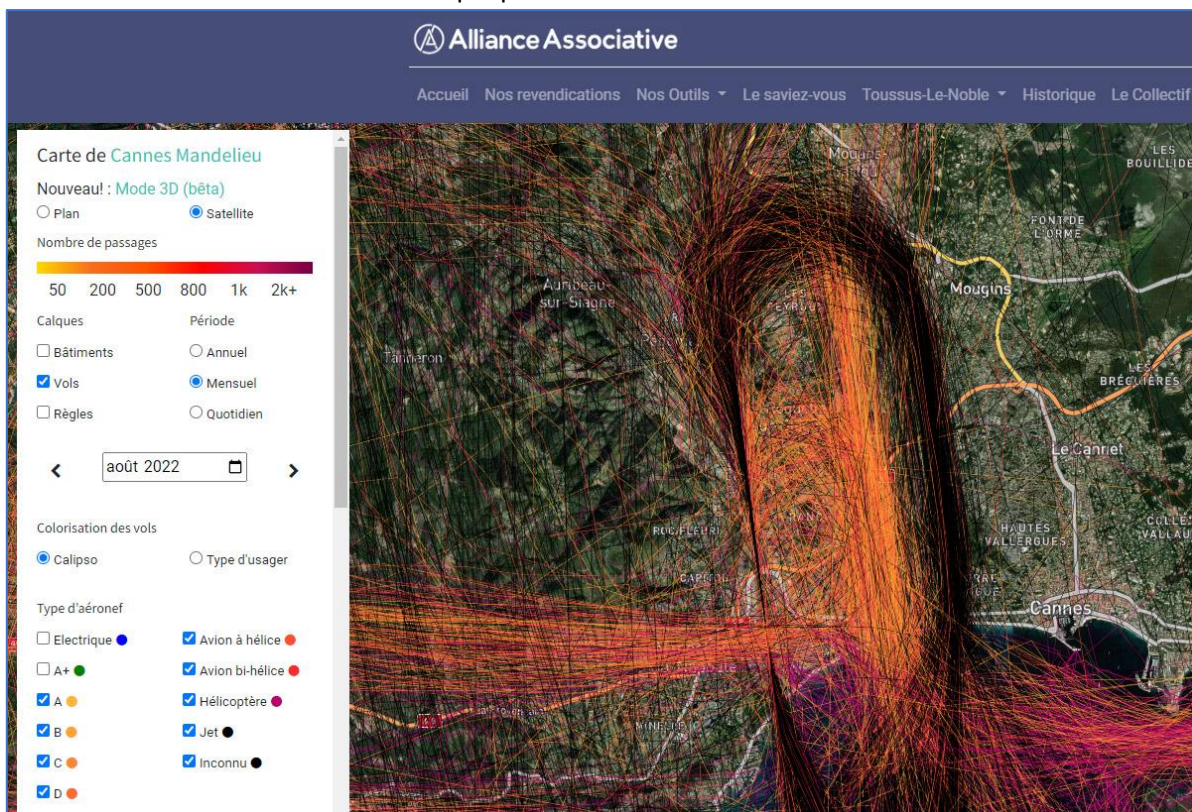 Alliance Associative
Accueil Nos revendications Nos Outils Le saviez-vous Toussus-Le-Noble Historique Le Collectif
Carte de Cannes Mandelieu
Nouveau! : Mode 3D (bêta)
Plan Satellite
Nombre de passages
50 200 500 800 1k 2k+
Calques Période
Bâtiments Annuel
Vols Mensuel
Règles Quotidien
août 2022
Colorisation des vols
Calipso Type d'usager
Type d'aéronef
Electrique Avion à hélice
A+ Avion bi-hélice
A Hélicoptère
B Jet
C Inconnu
D
LES
BOUILLIDE
FONT DE
L'ORME
Mougins
Auribeau-
sur-Siagne
Tanneron
LES
BRÉGUIÈRES
Le Cannet
ROCFLEURI
HAUTES
VALLERGUES
Cannes